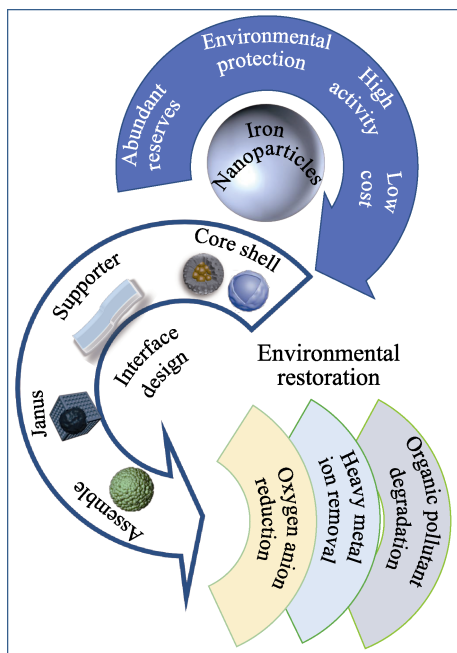 Abundant
reserves
Environmental
protection
High
activity
Low
cost
Iron
Nanoparticles
Core shell
Supporter
Janus
Assemble
Interface
design
Environmental
restoration
Oxygen anion
reduction
Heavy metal
ion removal
Organic pollutant
degradation